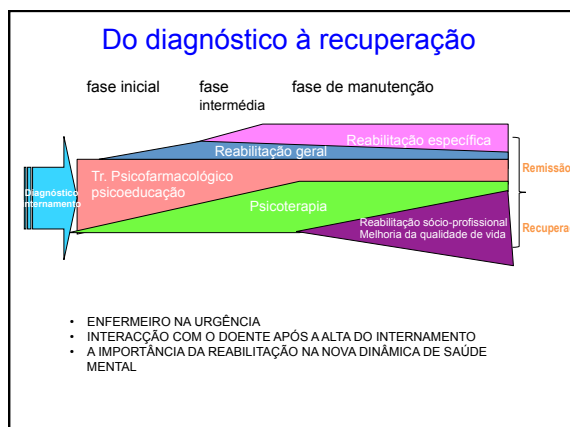 Do diagnóstico à recuperação
fase inicial
fase
intermédia
fase de manutenção
Reabilitação específica
Reabilitação geral
Tr. Psicofarmacológico
psicoeducação
Diagnóstico
nternamento
Psicoterapia
Reabilitação sócio-profissional
Melhoria da qualidade de vida
Remissão
Recupera
• ENFERMEIRO NA URGÊNCIA
• INTERACÇÃO COM O DOENTE APÓS A ALTA DO INTERNAMENTO
• A IMPORTÂNCIA DA REABILITAÇÃO NA NOVA DINÂMICA DE SAÚDE
MENTAL